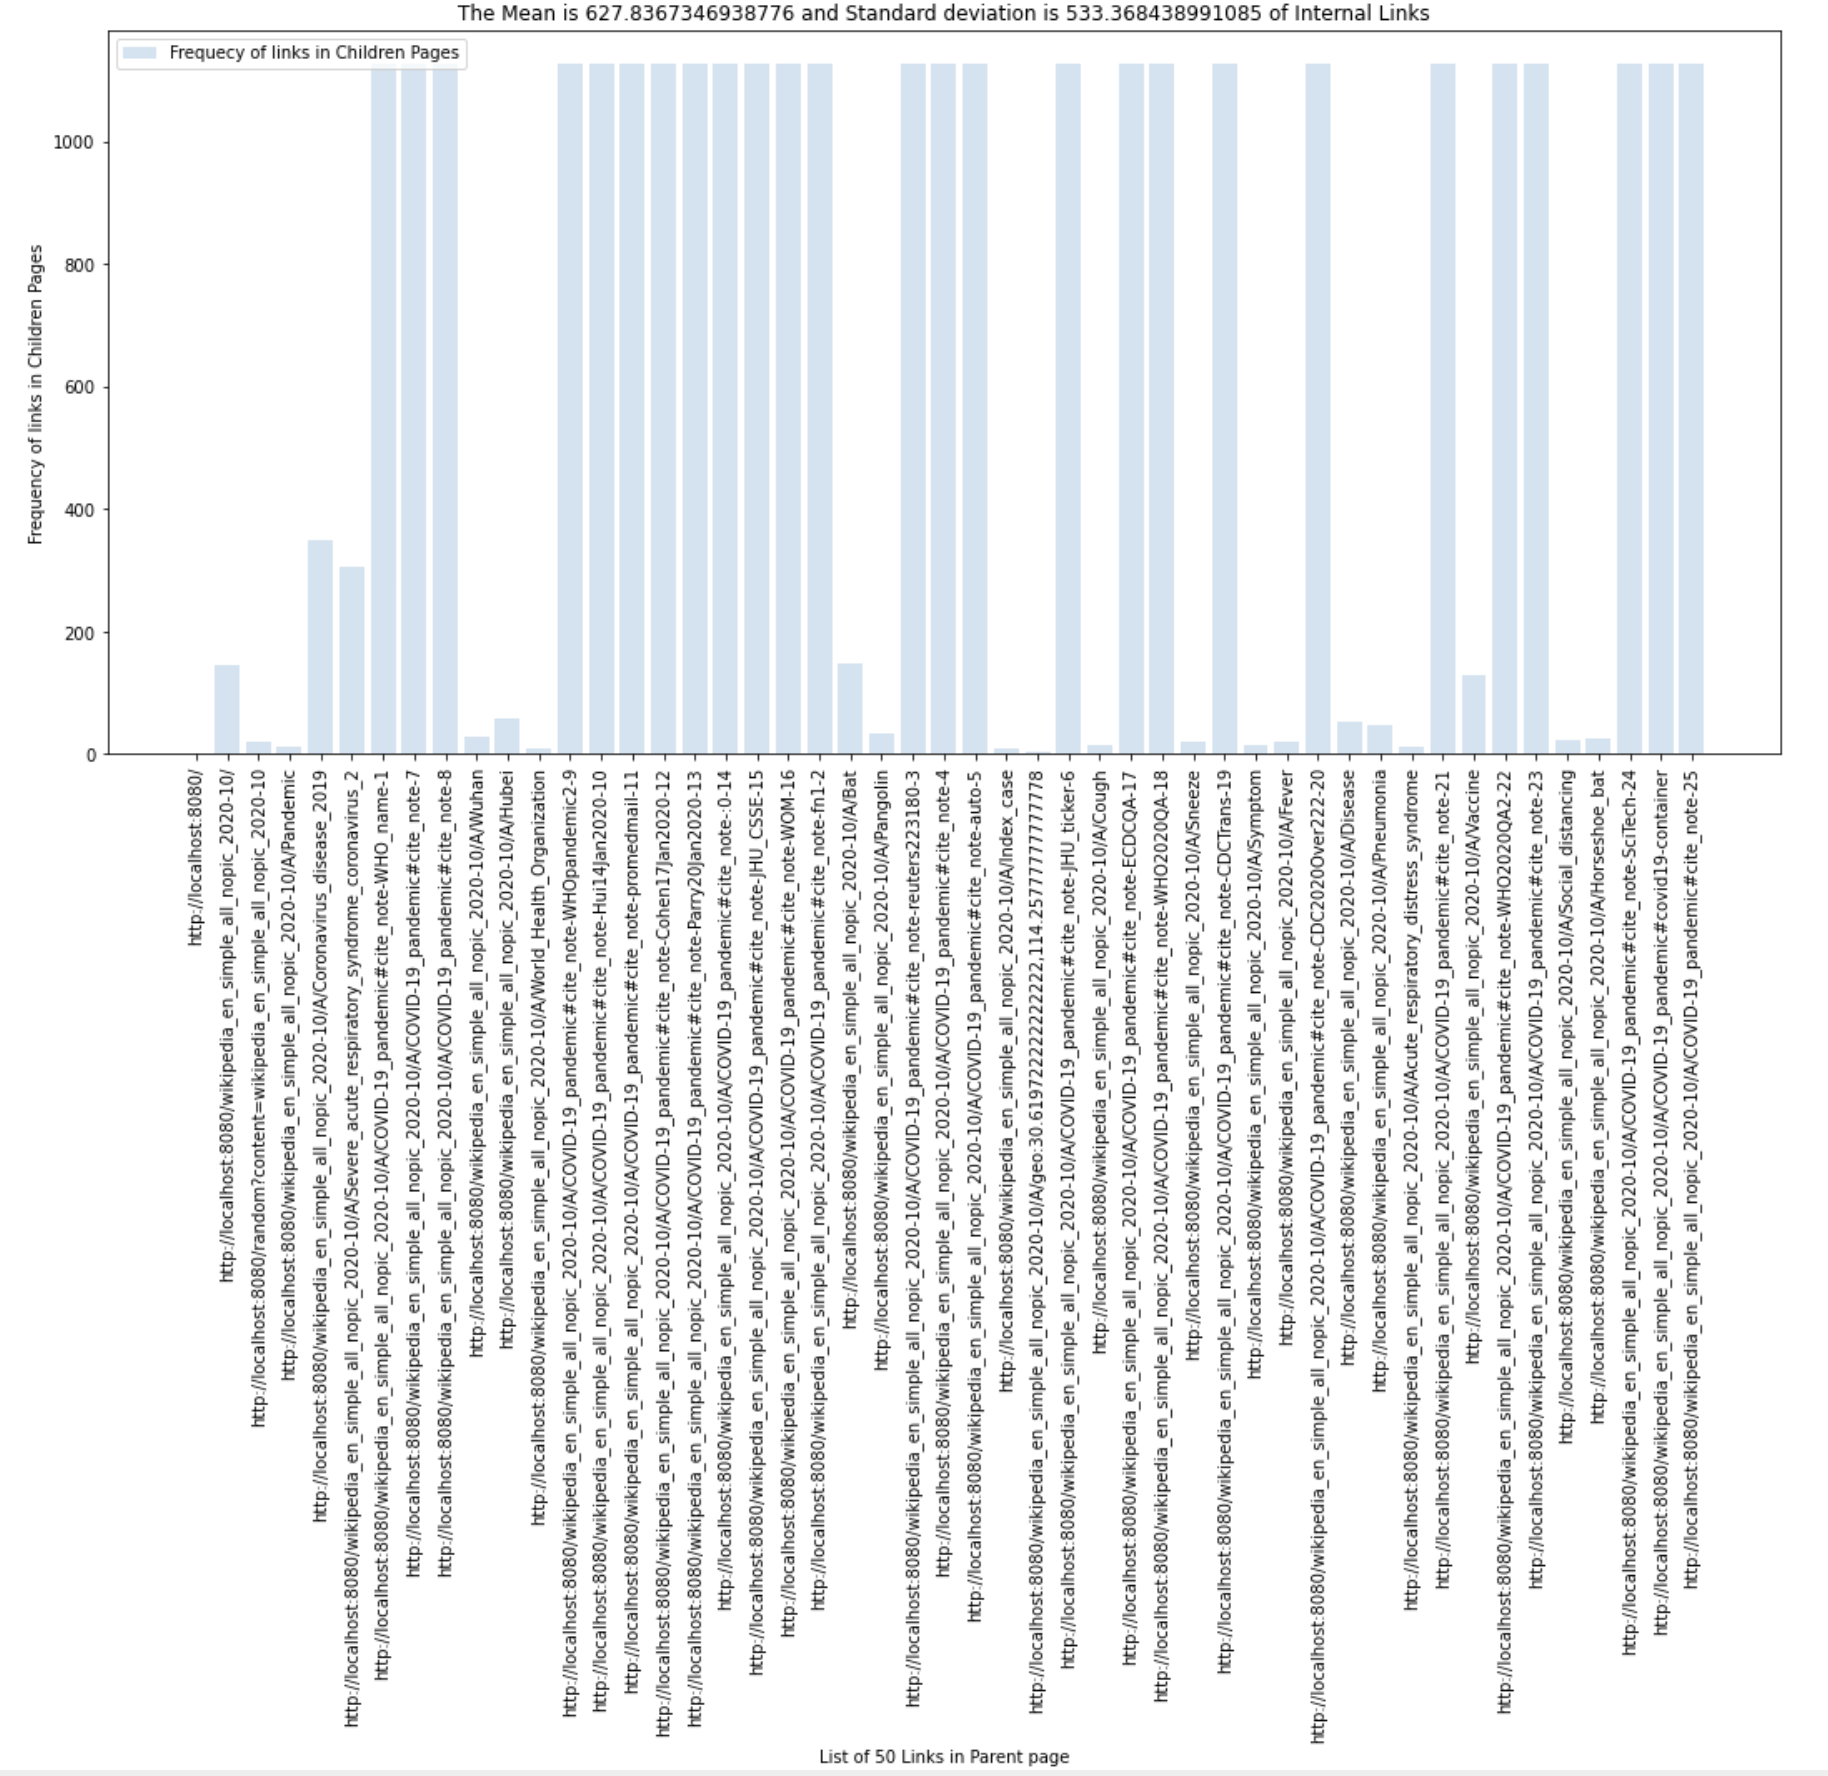 The Mean is 627.8367346938776 and Standard deviation is 533.368438991085 of Internal Links
Frequecy of links in Children Pages
Frequency of links in Children Pages
1000
800
600
400
200
0
http://localhost:8080/
http://localhost:8080/wikipedia_en_simple_all_nopic_2020-10/
http://localhost:8080/random?content=wikipedia_en_simple_all_nopic_2020-10
http://localhost:8080/wikipedia_en_simple_all_nopic_2020-10/A/Pandemic
http://localhost:8080/wikipedia_en_simple_all_nopic_2020-10/A/Coronavirus_disease_2019
http://localhost:8080/wikipedia_en_simple_all_nopic_2020-10/A/Severe_acute_respiratory_syndrome_coronavirus_2
http://localhost:8080/wikipedia_en_simple_all_nopic_2020-10/A/COVID-19_pandemic#cite_note-WHO_name-1
http://localhost:8080/wikipedia_en_simple_all_nopic_2020-10/A/COVID-19_pandemic#cite_note-7
http://localhost:8080/wikipedia_en_simple_all_nopic_2020-10/A/COVID-19_pandemic#cite_note-8
http://localhost:8080/wikipedia_en_simple_all_nopic_2020-10/A/Wuhan
http://localhost:8080/wikipedia_en_simple_all_nopic_2020-10/A/Hubei
http://localhost:8080/wikipedia_en_simple_all_nopic_2020-10/A/World_Health_Organization
http://localhost:8080/wikipedia_en_simple_all_nopic_2020-10/A/COVID-19_pandemic#cite_note-WHOpandemic2-9
http://localhost:8080/wikipedia_en_simple_all_nopic_2020-10/A/COVID-19_pandemic#cite_note-Hui14Jan2020-10
http://localhost:8080/wikipedia_en_simple_all_nopic_2020-10/A/COVID-19_pandemic#cite_note-promedmail-11
http://localhost:8080/wikipedia_en_simple_all_nopic_2020-10/A/COVID-19_pandemic#cite_note-Cohen17Jan2020-12
http://localhost:8080/wikipedia_en_simple_all_nopic_2020-10/A/COVID-19_pandemic#cite_note-Parry20Jan2020-13
http://localhost:8080/wikipedia_en_simple_all_nopic_2020-10/A/COVID-19_pandemic#cite_note-:0-14
http://localhost:8080/wikipedia_en_simple_all_nopic_2020-10/A/COVID-19_pandemic#cite_note-JHU_CSSE-15
http://localhost:8080/wikipedia_en_simple_all_nopic_2020-10/A/COVID-19_pandemic#cite_note-WOM-16
http://localhost:8080/wikipedia_en_simple_all_nopic_2020-10/A/COVID-19_pandemic#cite_note-fn1-2
http://localhost:8080/wikipedia_en_simple_all_nopic_2020-10/A/Bat
http://localhost:8080/wikipedia_en_simple_all_nopic_2020-10/A/Pangolin
http://localhost:8080/wikipedia_en_simple_all_nopic_2020-10/A/COVID-19_pandemic#cite_note-reuters223180-3
http://localhost:8080/wikipedia_en_simple_all_nopic_2020-10/A/COVID-19_pandemic#cite_note-4
http://localhost:8080/wikipedia_en_simple_all_nopic_2020-10/A/COVID-19_pandemic#cite_note-auto-5
http://localhost:8080/wikipedia_en_simple_all_nopic_2020-10/A/Index_case
http://localhost:8080/wikipedia_en_simple_all_nopic_2020-10/A/COVID-19_pandemic#cite_note-JHU_ticker-6
http://localhost:8080/wikipedia_en_simple_all_nopic_2020-10/A/Cough
http://localhost:8080/wikipedia_en_simple_all_nopic_2020-10/A/COVID-19_pandemic#cite_note-ECDCQA-17
http://localhost:8080/wikipedia_en_simple_all_nopic_2020-10/A/COVID-19_pandemic#cite_note-WHO2020QA-18
http://localhost:8080/wikipedia_en_simple_all_nopic_2020-10/A/Sneeze
http://localhost:8080/wikipedia_en_simple_all_nopic_2020-10/A/COVID-19_pandemic#cite_note-CDCTrans-19
http://localhost:8080/wikipedia_en_simple_all_nopic_2020-10/A/Symptom
http://localhost:8080/wikipedia_en_simple_all_nopic_2020-10/A/Fever
http://localhost:8080/wikipedia_en_simple_all_nopic_2020-10/A/COVID-19_pandemic#cite_note-CDC2020Over222-20
http://localhost:8080/wikipedia_en_simple_all_nopic_2020-10/A/Disease
http://localhost:8080/wikipedia_en_simple_all_nopic_2020-10/A/Pneumonia
http://localhost:8080/wikipedia_en_simple_all_nopic_2020-10/A/Acute_respiratory_distress_syndrome
http://localhost:8080/wikipedia_en_simple_all_nopic_2020-10/A/COVID-19_pandemic#cite_note-21
http://localhost:8080/wikipedia_en_simple_all_nopic_2020-10/A/Vaccine
http://localhost:8080/wikipedia_en_simple_all_nopic_2020-10/A/COVID-19_pandemic#cite_note-WHO2020QA2-22
http://localhost:8080/wikipedia_en_simple_all_nopic_2020-10/A/COVID-19_pandemic#cite_note-23
http://localhost:8080/wikipedia_en_simple_all_nopic_2020-10/A/Social_distancing
http://localhost:8080/wikipedia_en_simple_all_nopic_2020-10/A/Horseshoe_bat
http://localhost:8080/wikipedia_en_simple_all_nopic_2020-10/A/COVID-19_pandemic#cite_note-SciTech-24
http://localhost:8080/wikipedia_en_simple_all_nopic_2020-10/A/COVID-19_pandemic#covid19-container
http://localhost:8080/wikipedia_en_simple_all_nopic_2020-10/A/COVID-19_pandemic#cite_note-25
List of 50 Links in Parent page